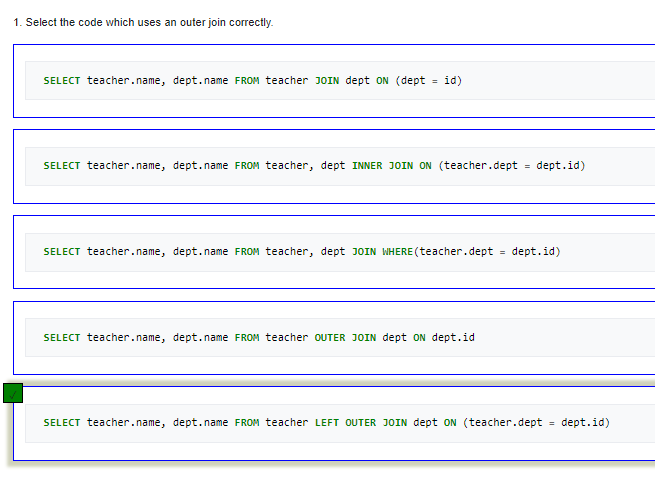 1. Select the code which uses an outer join correctly.
SELECT teacher.name, dept.name FROM teacher JOIN dept ON (dept = id)
SELECT teacher.name, dept.name FROM teacher, dept INNER JOIN ON (teacher.dept = dept.id)
SELECT teacher.name, dept.name FROM teacher, dept JOIN WHERE(teacher.dept = dept.id)
SELECT teacher.name, dept.name FROM teacher OUTER JOIN dept ON dept.id
SELECT teacher.name, dept.name FROM teacher LEFT OUTER JOIN dept ON (teacher.dept = dept.id)